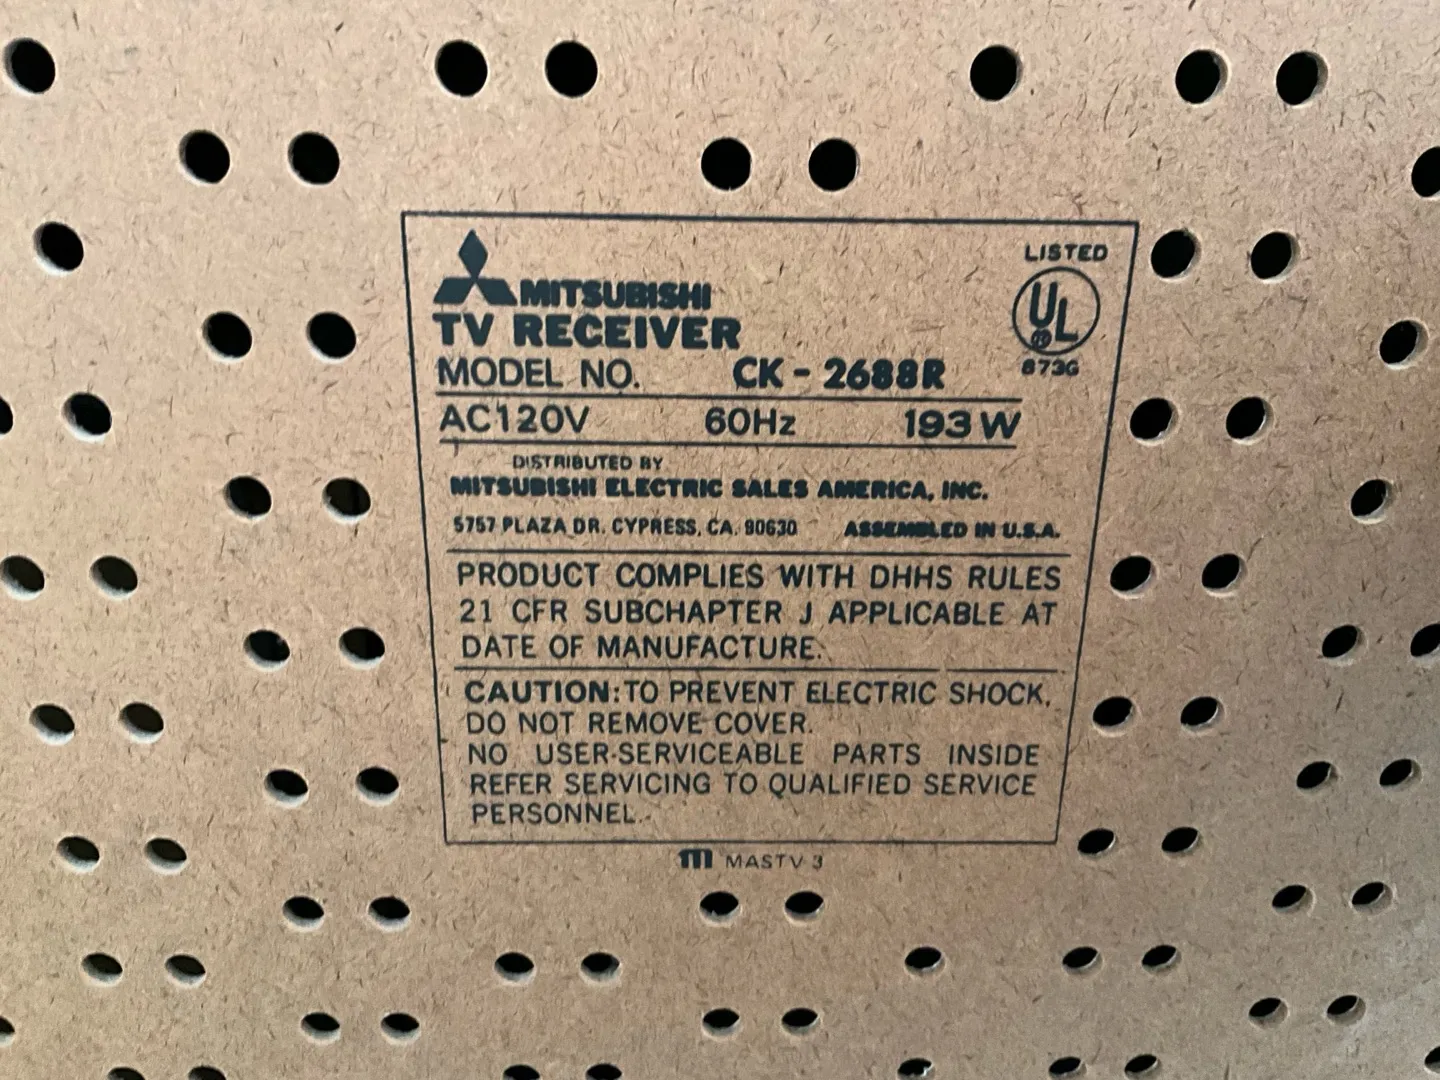 LISTED
MITSUBISHI
TV RECEIVER
UL
MODEL NO. CK-2688R
873G
AC120V 60Hz 193W
DISTRIBUTED BY
MITSUBISHI ELECTRIC SALES AMERICA, INC.
5757 PLAZA DR. CYPRESS, CA. 90630 ASSEMBLED IN U.S.A.
PRODUCT COMPLIES WITH DHHS RULES
21 CFR SUBCHAPTER J APPLICABLE AT
DATE OF MANUFACTURE.
CAUTION: TO PREVENT ELECTRIC SHOCK,
DO NOT REMOVE COVER.
NO USER-SERVICEABLE PARTS INSIDE
REFER SERVICING TO QUALIFIED SERVICE
PERSONNEL.
m MASTV 3